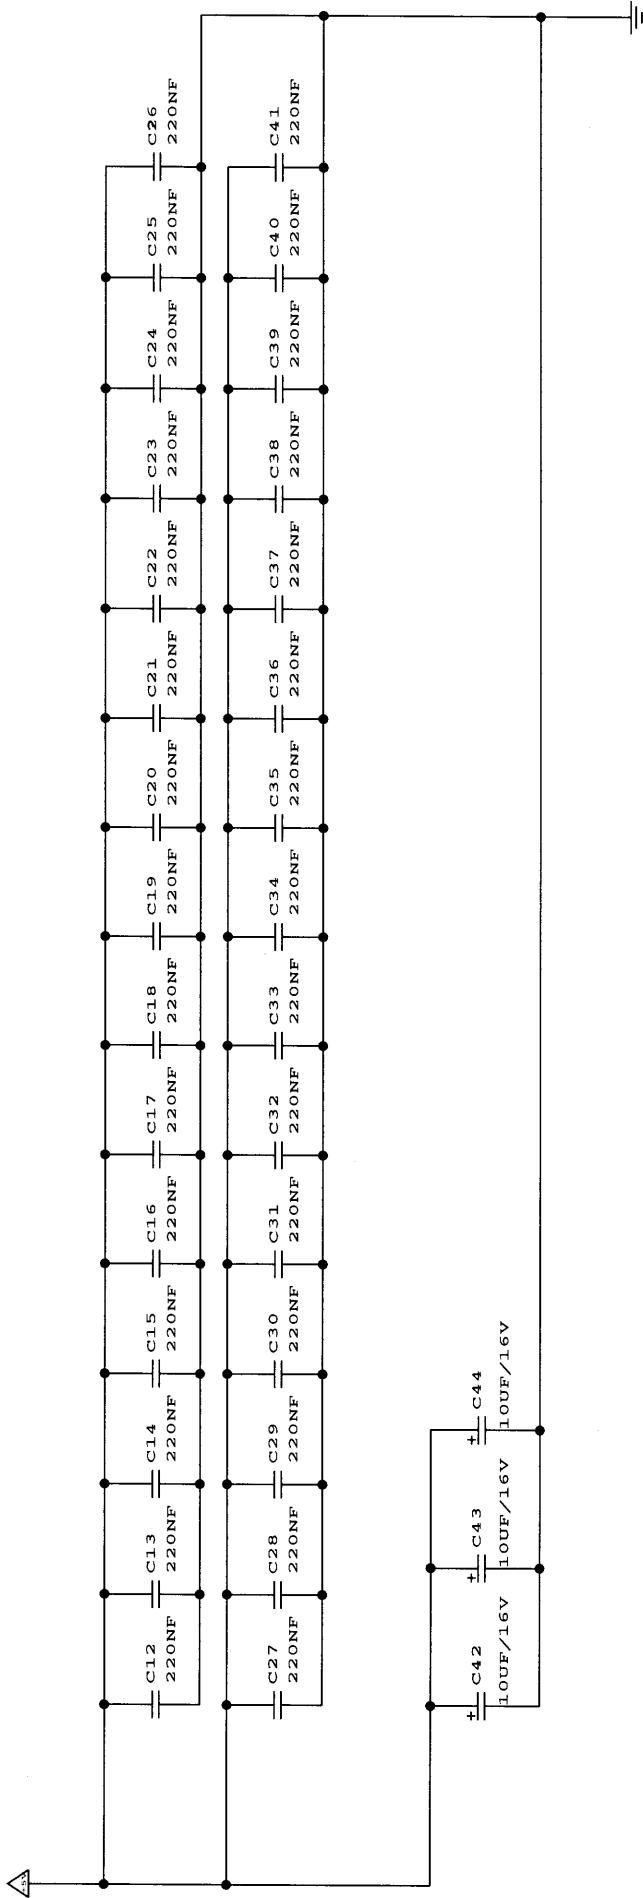 C12
220NF
C13
220NF
C14
220NF
C15
220NF
C16
220NF
C17
220NF
C18
220NF
C19
220NF
C20
220NF
C21
220NF
C22
220NF
C23
220NF
C24
220NF
C25
220NF
C26
220NF
C27
220NF
C28
220NF
C29
220NF
C30
220NF
C31
220NF
C32
220NF
C33
220NF
C34
220NF
C35
220NF
C36
220NF
C37
220NF
C38
220NF
C39
220NF
C40
220NF
C41
220NF
+
C42
10UF/16V
+
C43
10UF/16V
+
C44
10UF/16V